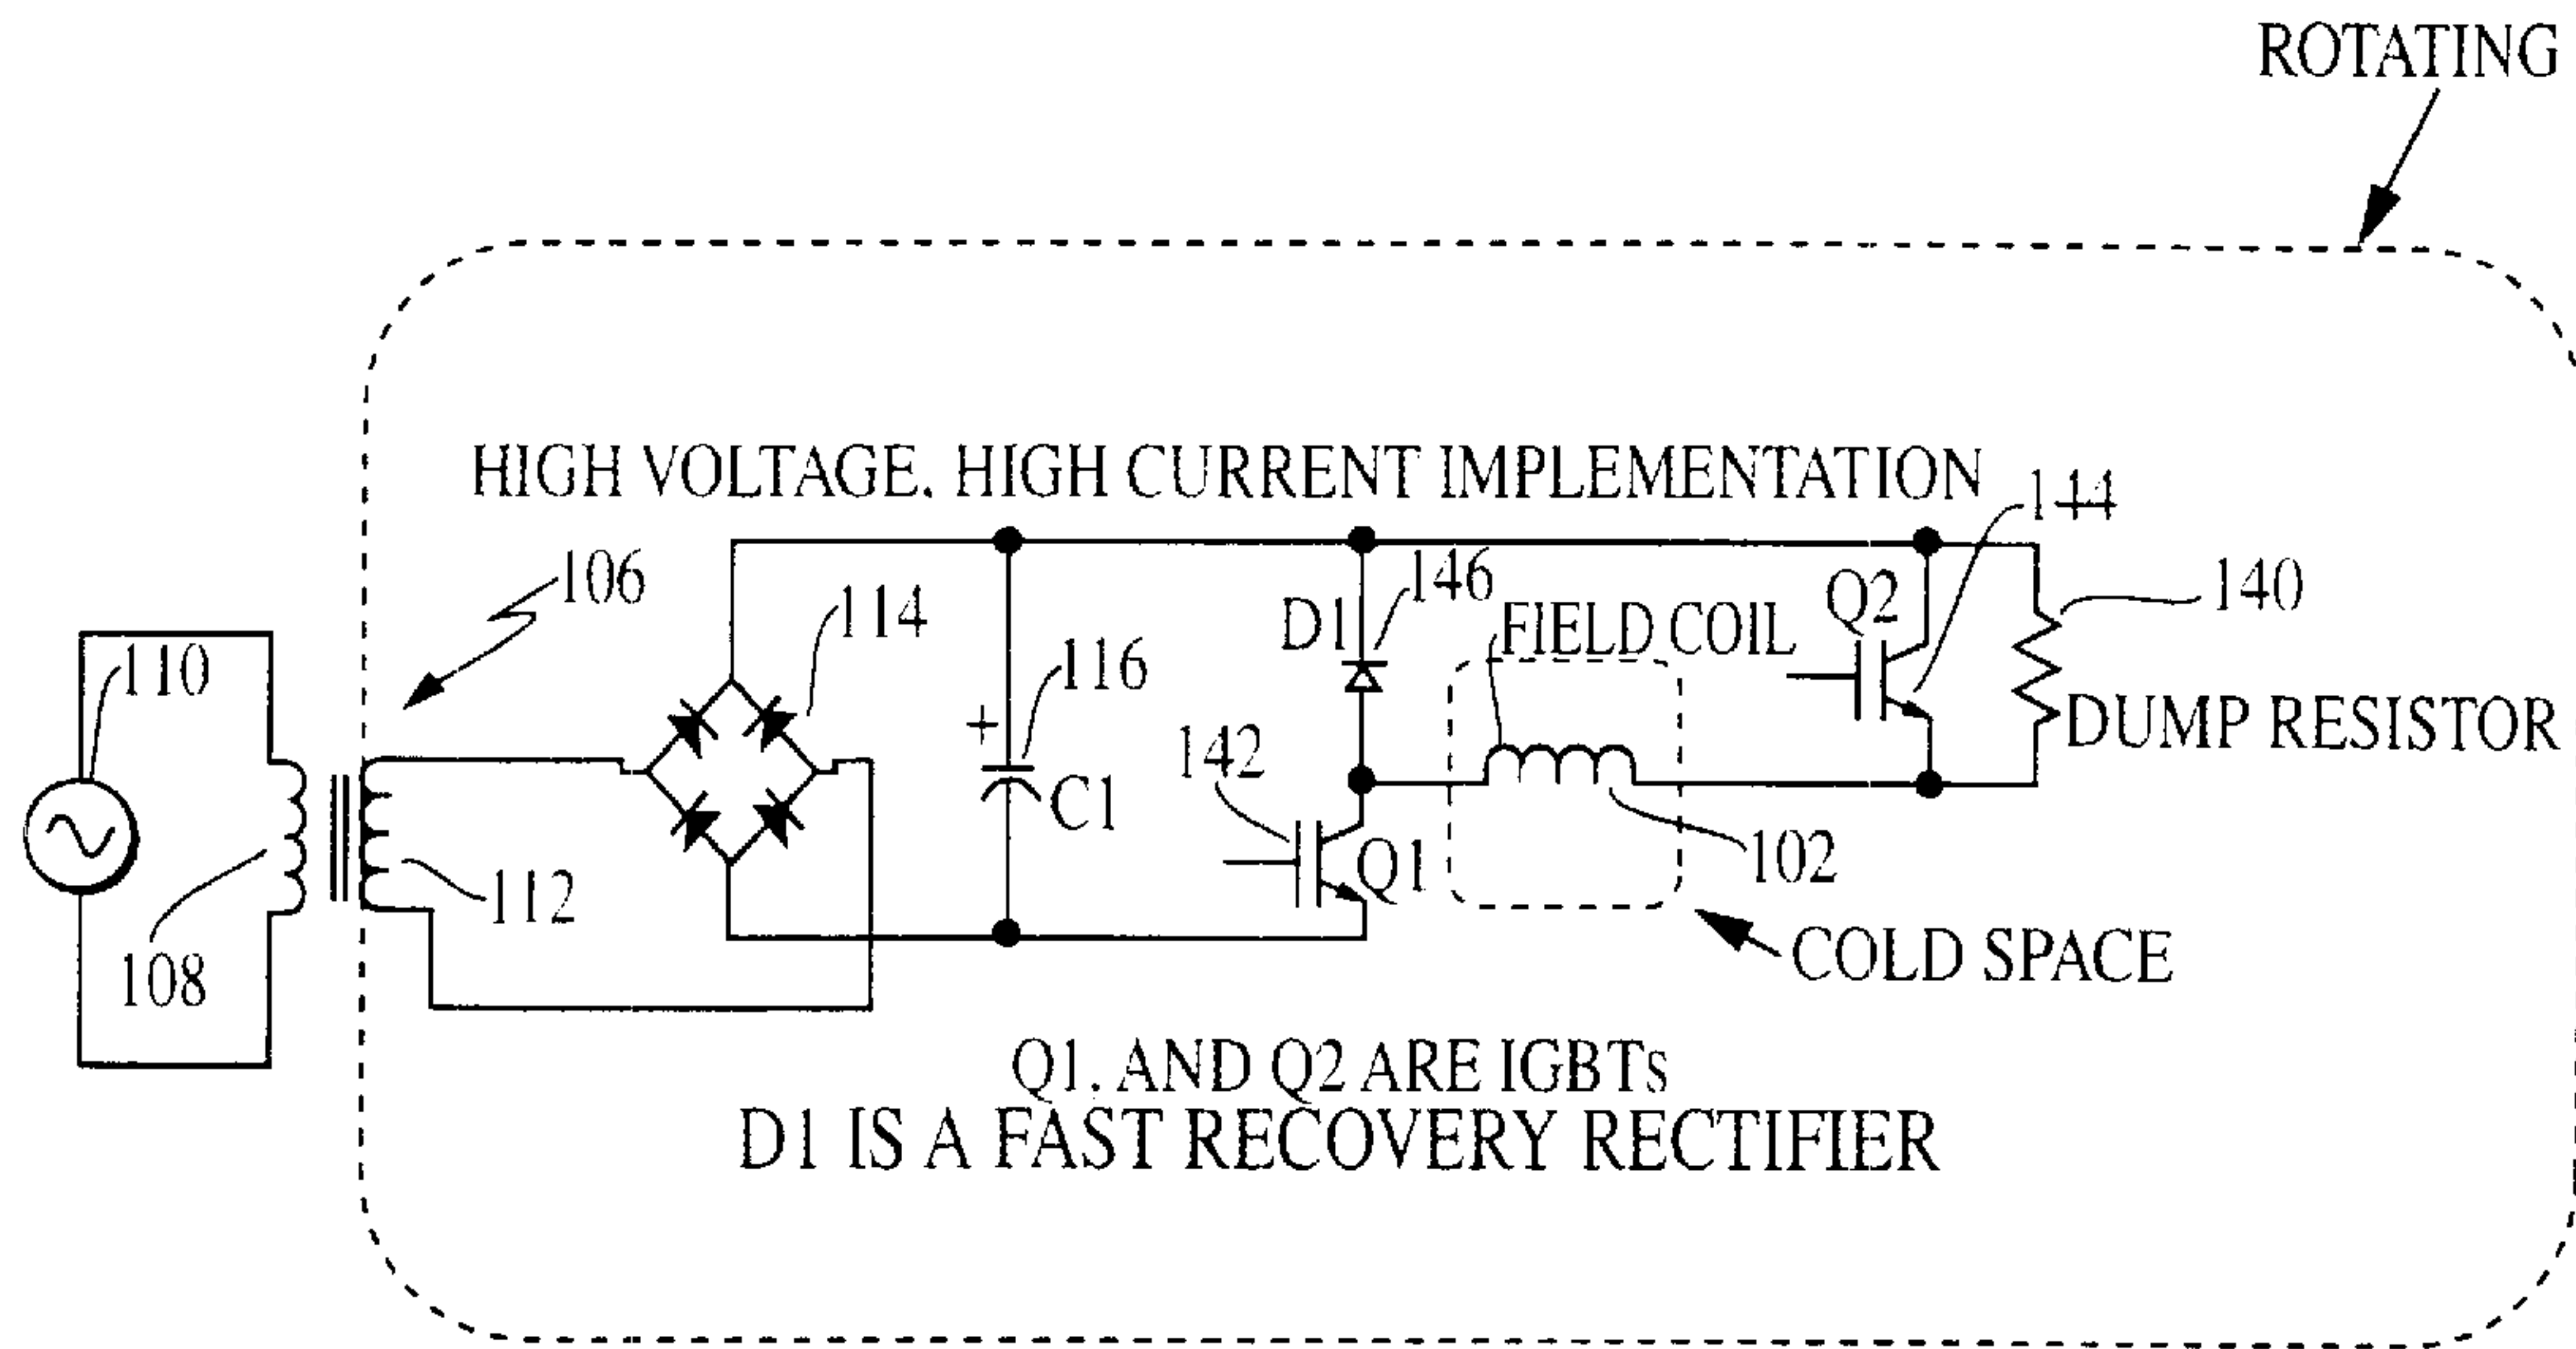 ROTATING
HIGH VOLTAGE. HIGH CURRENT IMPLEMENTATION
144
106
114
110
116
+
C1
D1
146
FIELD COIL
Q2
140
DUMP RESISTOR
142
Q1
102
112
108
COLD SPACE
Q1. AND Q2 ARE IGBTs
D1 IS A FAST RECOVERY RECTIFIER